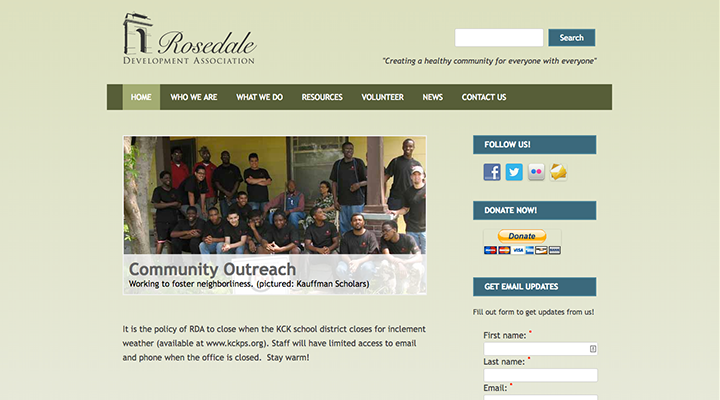 Rosedale
DEVELOPMENT ASSOCIATION
Search
"Creating a healthy community for everyone with everyone"
HOME WHO WE ARE WHAT WE DO RESOURCES VOLUNTEER NEWS CONTACT US
Community Outreach
Working to foster neighborliness. (pictured: Kauffman Scholars)
It is the policy of RDA to close when the KCK school district closes for inclement
weather (available at www.kckps.org). Staff will have limited access to email
and phone when the office is closed.  Stay warm!
FOLLOW US!
DONATE NOW!
Donate
GET EMAIL UPDATES
Fill out form to get updates from us!
First name: *
Last name: *
Email: *